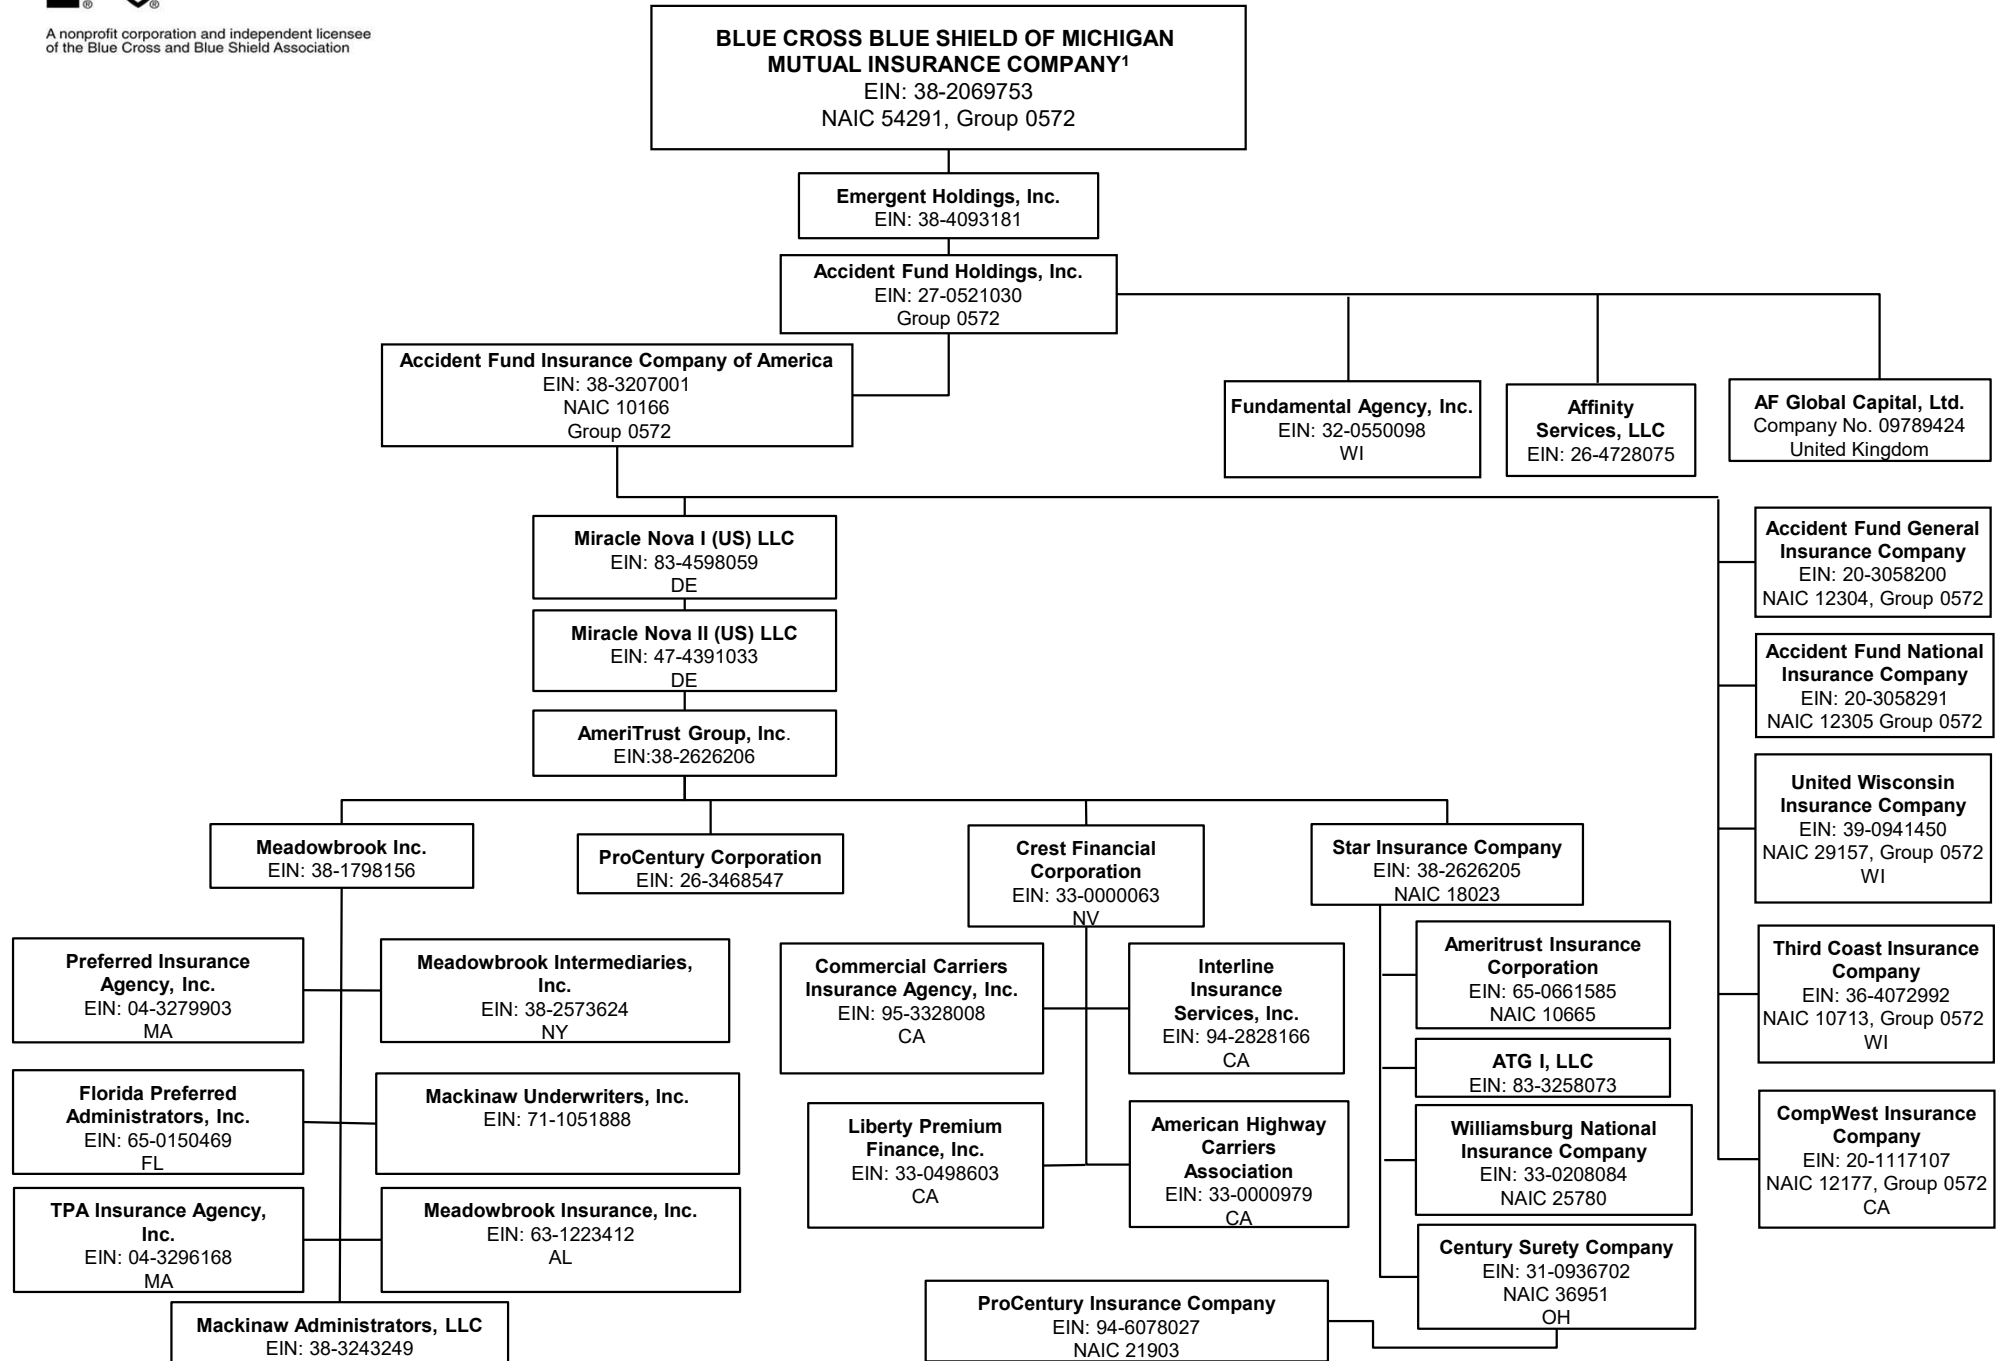 ® ®
A nonprofit corporation and independent licensee
of the Blue Cross and Blue Shield Association
BLUE CROSS BLUE SHIELD OF MICHIGAN
MUTUAL INSURANCE COMPANY¹
EIN: 38-2069753
NAIC 54291, Group 0572
Emergent Holdings, Inc.
EIN: 38-4093181
Accident Fund Holdings, Inc.
EIN: 27-0521030
Group 0572
Accident Fund Insurance Company of America
EIN: 38-3207001
NAIC 10166
Group 0572
Fundamental Agency, Inc.
EIN: 32-0550098
WI
Affinity
Services, LLC
EIN: 26-4728075
AF Global Capital, Ltd.
Company No. 09789424
United Kingdom
Miracle Nova I (US) LLC
EIN: 83-4598059
DE
Miracle Nova II (US) LLC
EIN: 47-4391033
DE
AmeriTrust Group, Inc.
EIN:38-2626206
Accident Fund General
Insurance Company
EIN: 20-3058200
NAIC 12304, Group 0572
Accident Fund National
Insurance Company
EIN: 20-3058291
NAIC 12305 Group 0572
United Wisconsin
Insurance Company
EIN: 39-0941450
NAIC 29157, Group 0572
WI
Third Coast Insurance
Company
EIN: 36-4072992
NAIC 10713, Group 0572
WI
CompWest Insurance
Company
EIN: 20-1117107
NAIC 12177, Group 0572
CA
Meadowbrook Inc.
EIN: 38-1798156
ProCentury Corporation
EIN: 26-3468547
Crest Financial
Corporation
EIN: 33-0000063
NV
Star Insurance Company
EIN: 38-2626205
NAIC 18023
Preferred Insurance
Agency, Inc.
EIN: 04-3279903
MA
Meadowbrook Intermediaries,
Inc.
EIN: 38-2573624
NY
Florida Preferred
Administrators, Inc.
EIN: 65-0150469
FL
Mackinaw Underwriters, Inc.
EIN: 71-1051888
TPA Insurance Agency,
Inc.
EIN: 04-3296168
MA
Meadowbrook Insurance, Inc.
EIN: 63-1223412
AL
Mackinaw Administrators, LLC
EIN: 38-3243249
Commercial Carriers
Insurance Agency, Inc.
EIN: 95-3328008
CA
Interline
Insurance
Services, Inc.
EIN: 94-2828166
CA
Liberty Premium
Finance, Inc.
EIN: 33-0498603
CA
American Highway
Carriers
Association
EIN: 33-0000979
CA
Ameritrust Insurance
Corporation
EIN: 65-0661585
NAIC 10665
ATG I, LLC
EIN: 83-3258073
Williamsburg National
Insurance Company
EIN: 33-0208084
NAIC 25780
Century Surety Company
EIN: 31-0936702
NAIC 36951
OH
ProCentury Insurance Company
EIN: 94-6078027
NAIC 21903